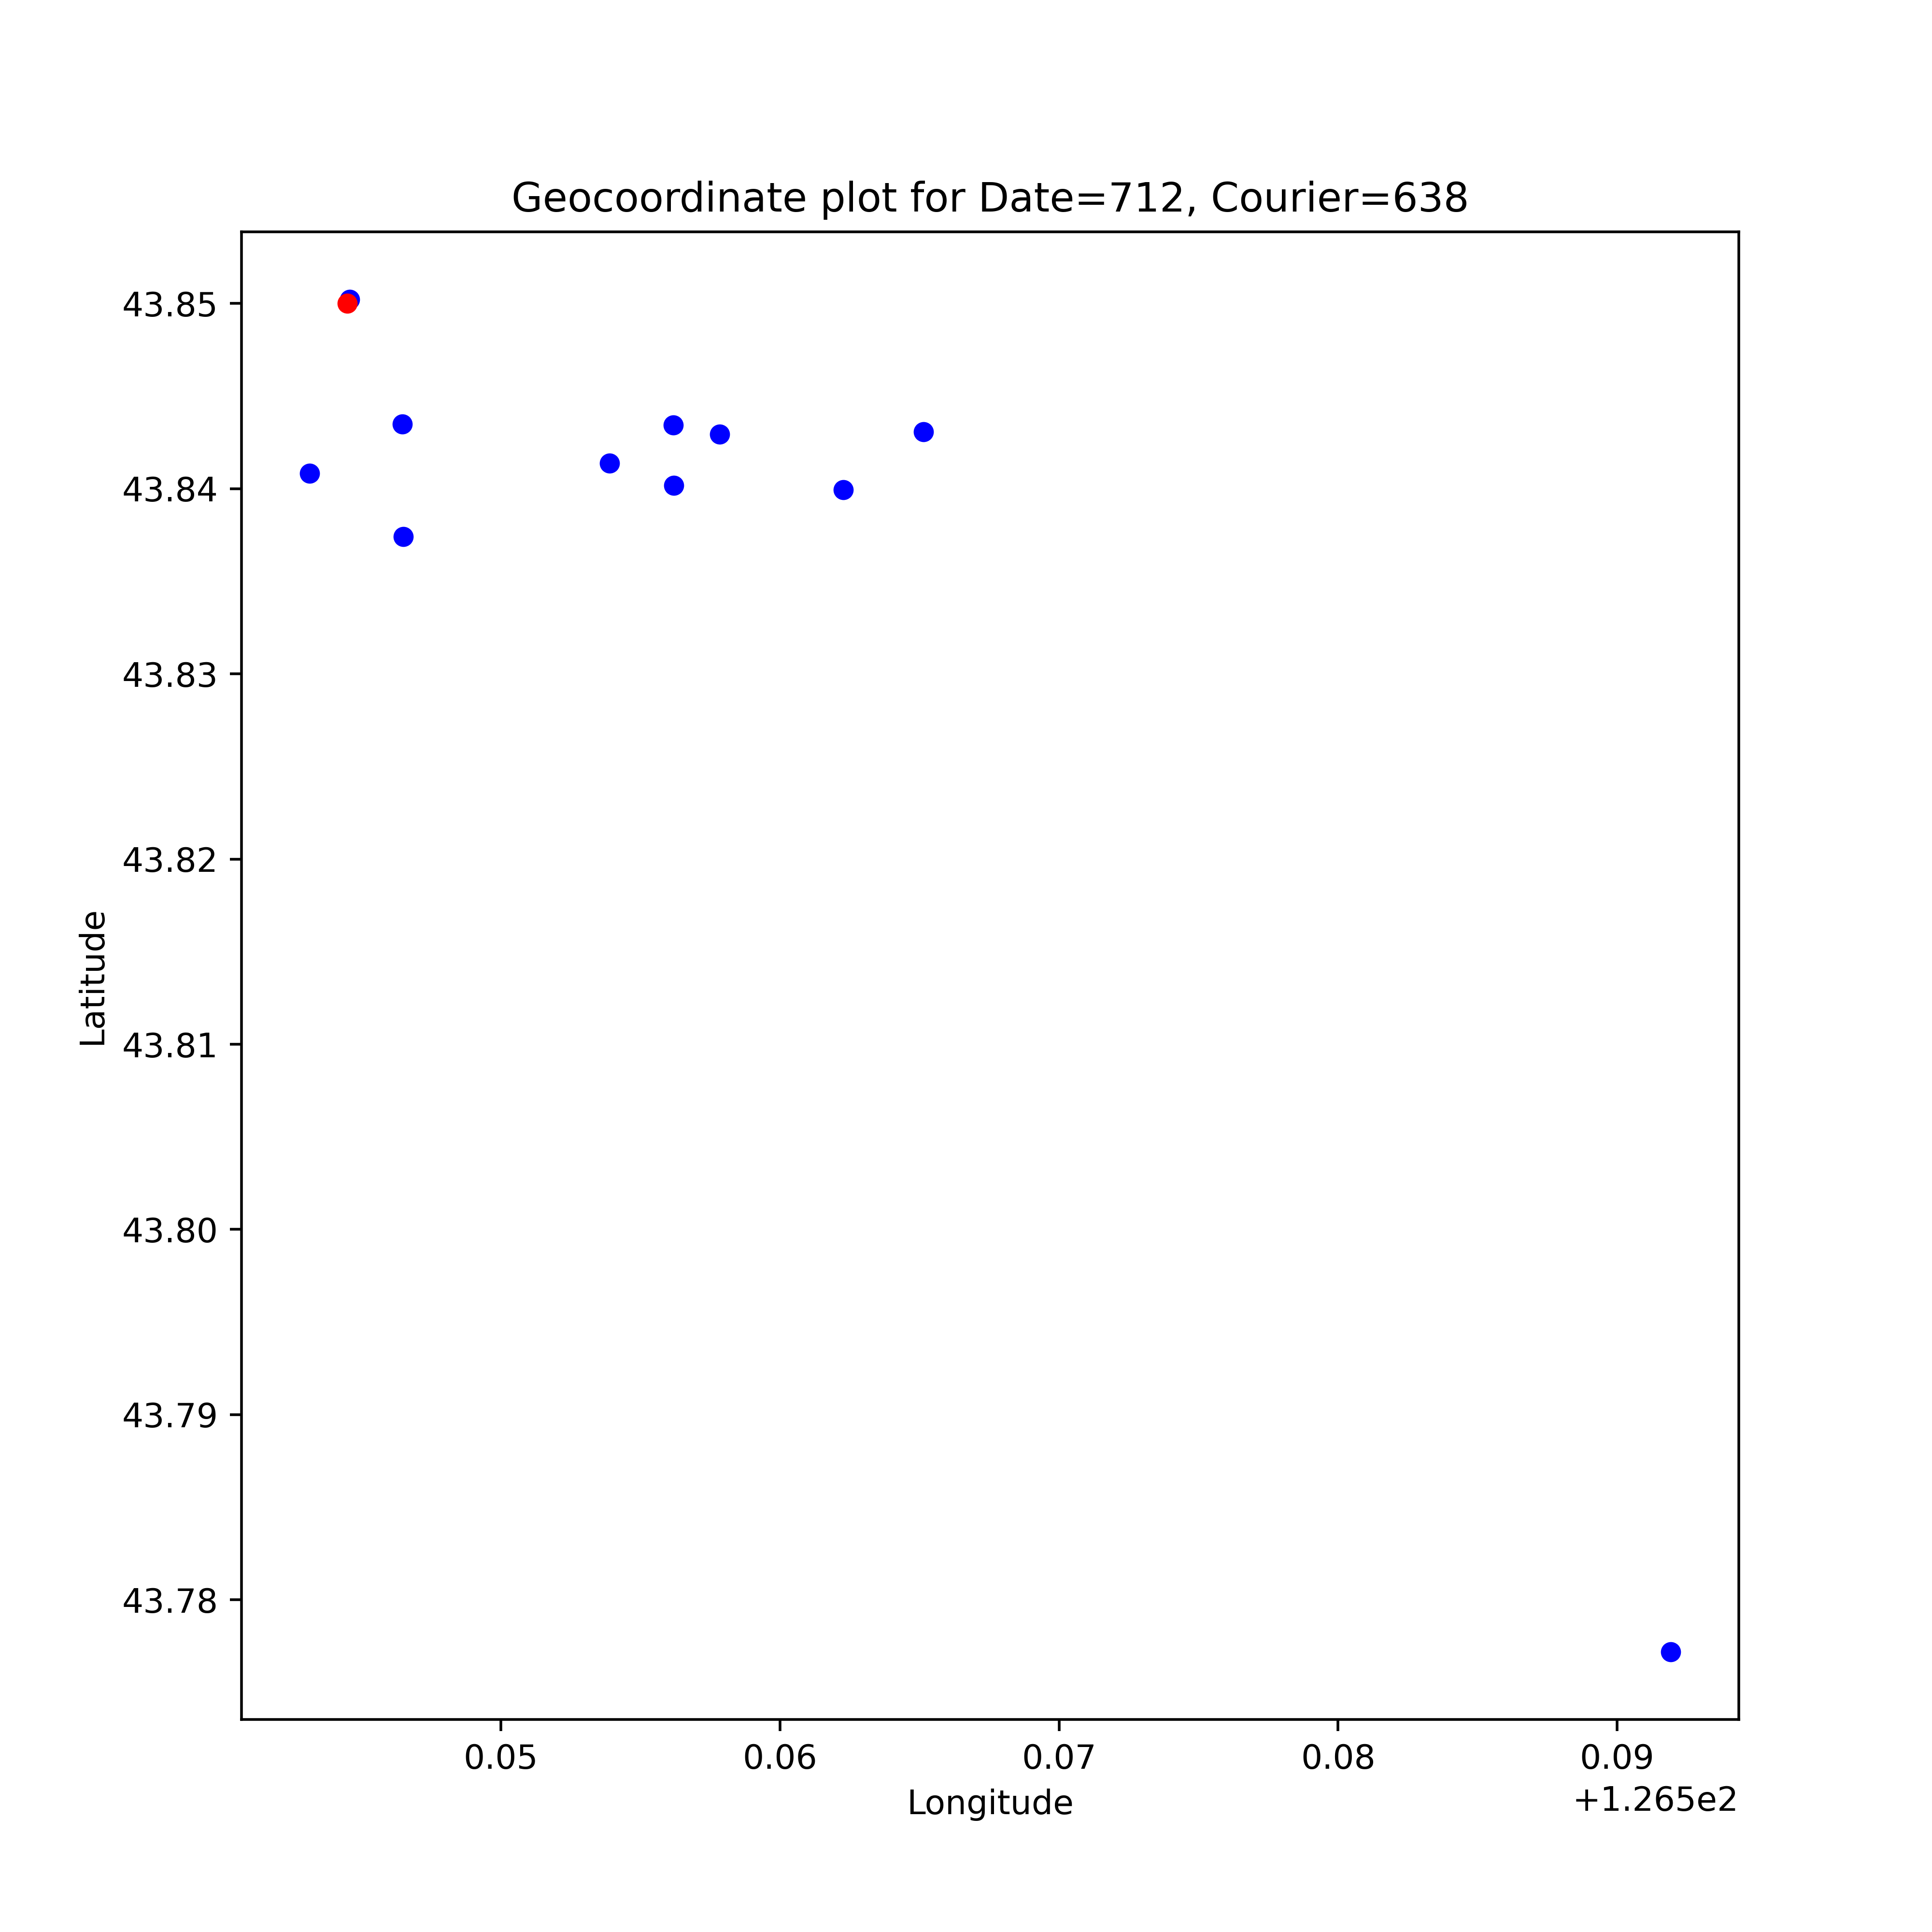 Geocoordinate plot for Date=712, Courier=638
43.85
43.84
43.83
43.82
43.81
43.80
43.79
43.78
Latitude
0.05 0.06 0.07 0.08 0.09
+1.265e2
Longitude